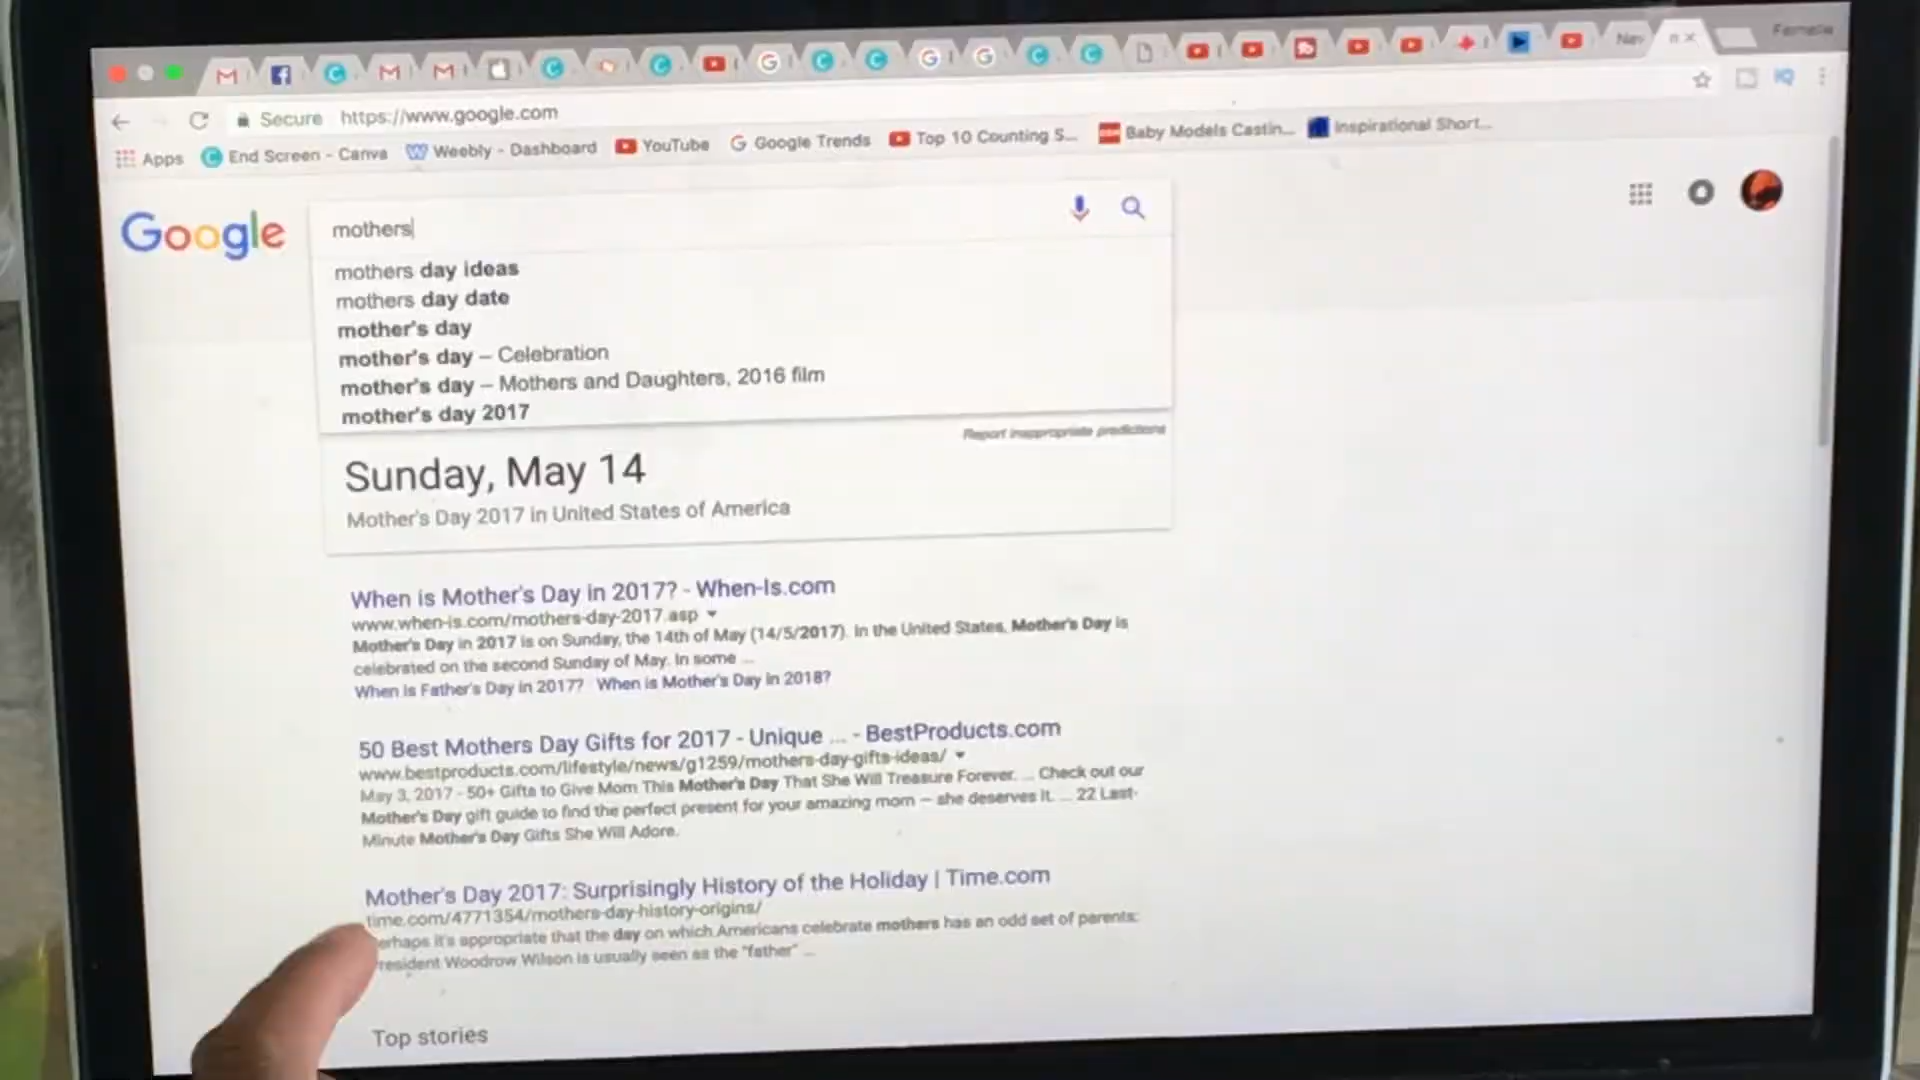 Nev
n ×
Secure https://www.google.com
Apps End Screen - Canva Weebly - Dashboard YouTube Google Trends Top 10 Counting S... Baby Models Castin... Inspirational Short...
Google
mothers
mothers day ideas
mothers day date
mother's day
mother's day – Celebration
mother's day – Mothers and Daughters, 2016 film
mother's day 2017
Report inappropriate predictions
Sunday, May 14
Mother's Day 2017 in United States of America
When is Mother's Day in 2017? - When-Is.com
www.when-is.com/mothers-day-2017.asp
Mother's Day in 2017 is on Sunday, the 14th of May (14/5/2017). In the United States, Mother's Day is
celebrated on the second Sunday of May. In some ...
When Is Father's Day in 2017? When is Mother's Day in 2018?
50 Best Mothers Day Gifts for 2017 - Unique ... - BestProducts.com
www.bestproducts.com/lifestyle/news/g1259/mothers-day-gifts-ideas/
May 3, 2017 - 50+ Gifts to Give Mom This Mother's Day That She Will Treasure Forever. ... Check out our
Mother's Day gift guide to find the perfect present for your amazing mom – she deserves it. ... 22 Last-
Minute Mother's Day Gifts She Will Adore.
Mother's Day 2017: Surprisingly History of the Holiday | Time.com
time.com/4771354/mothers-day-history-origins/
erhaps it's appropriate that the day on which Americans celebrate mothers has an odd set of parents:
resident Woodrow Wilson is usually seen as the "father" ...
Top stories